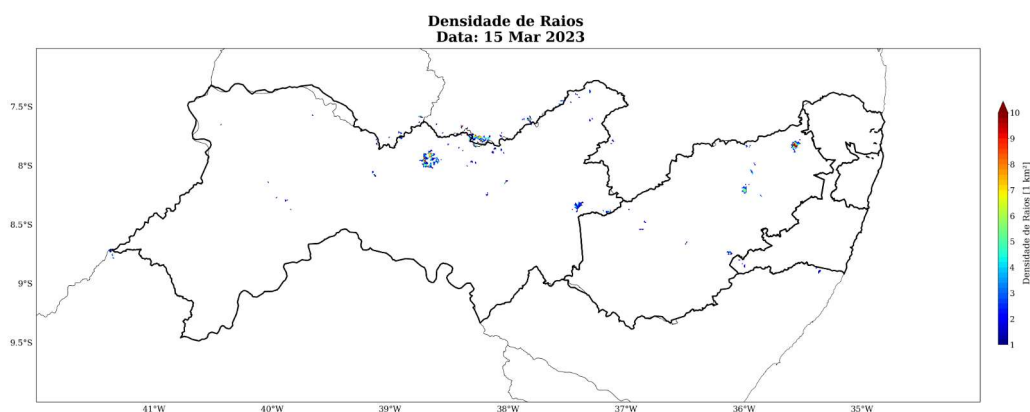 Densidade de Raios
Data: 15 Mar 2023
7.5°S
8°S
8.5°S
9°S
9.5°S
41°W
40°W
39°W
38°W
37°W
36°W
35°W
10
9
8
7
6
5
4
3
2
1
Densidade de Raios [1 km²]